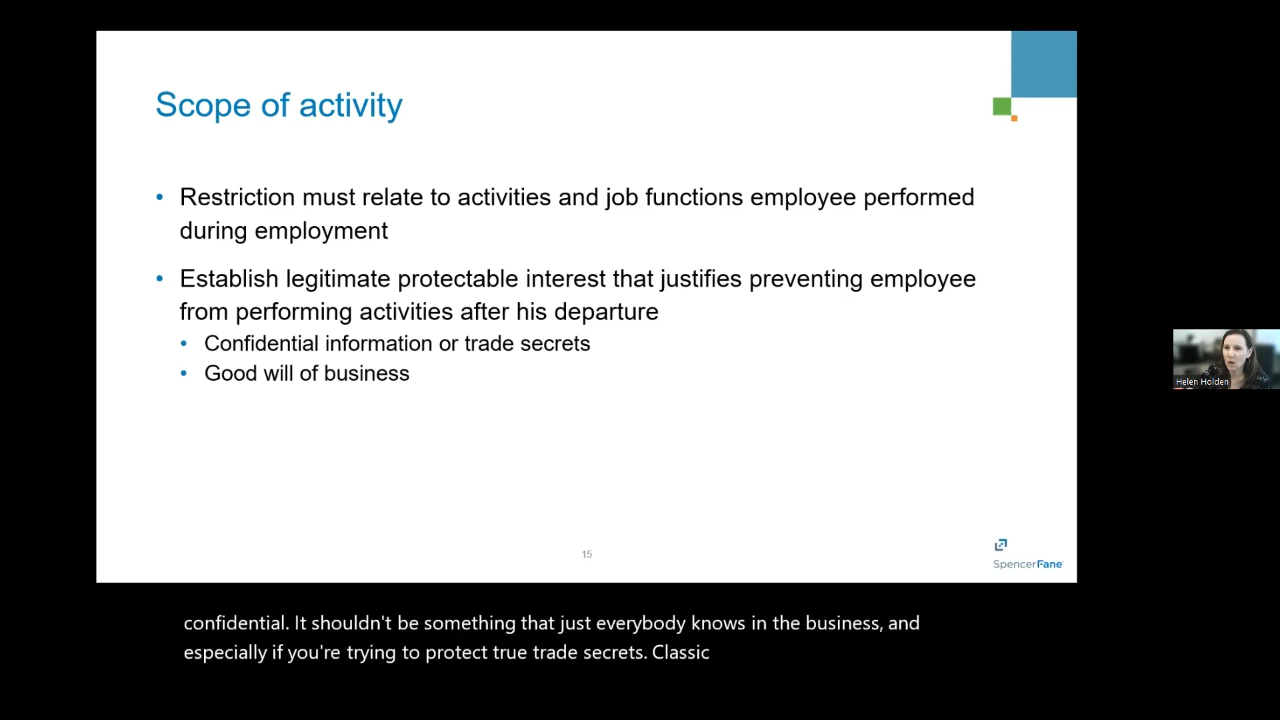 Scope of activity
• Restriction must relate to activities and job functions employee performed
during employment
• Establish legitimate protectable interest that justifies preventing employee
from performing activities after his departure
• Confidential information or trade secrets
• Good will of business
Helen Holden
15
SpencerFane
confidential. It shouldn't be something that just everybody knows in the business, and
especially if you're trying to protect true trade secrets. Classic